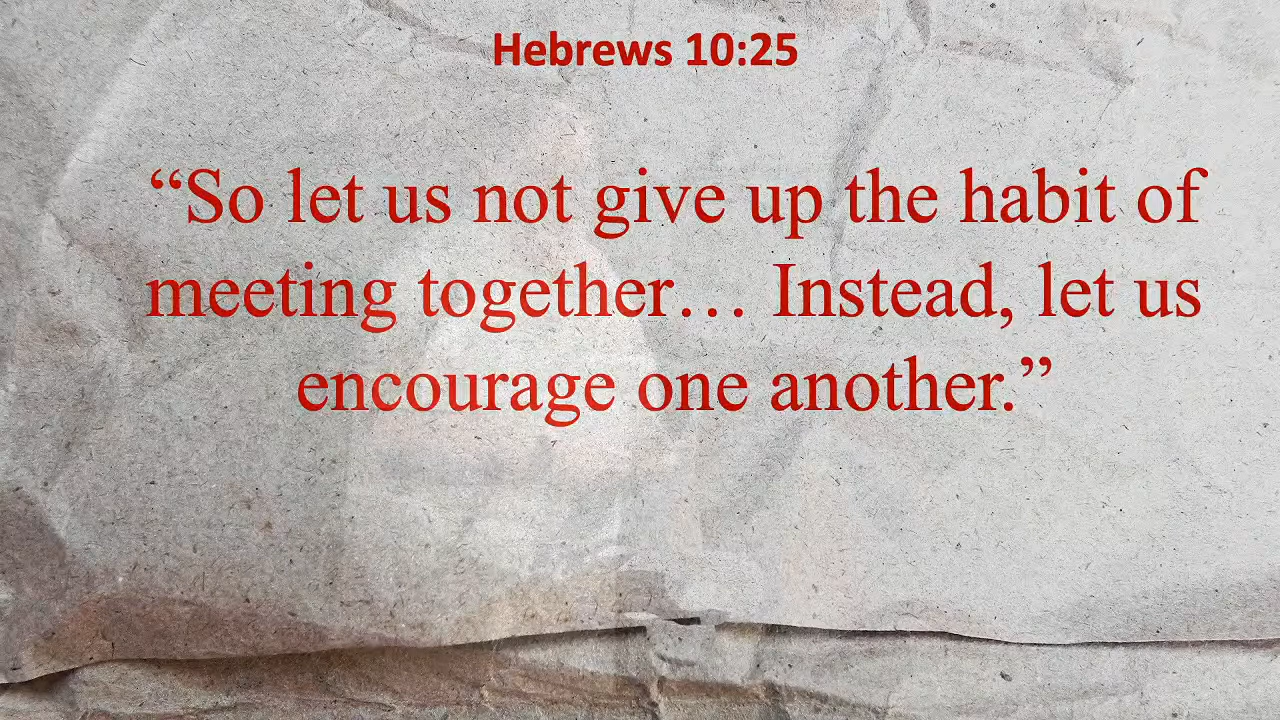 Hebrews 10:25
“So let us not give up the habit of
meeting together… Instead, let us
encourage one another.”